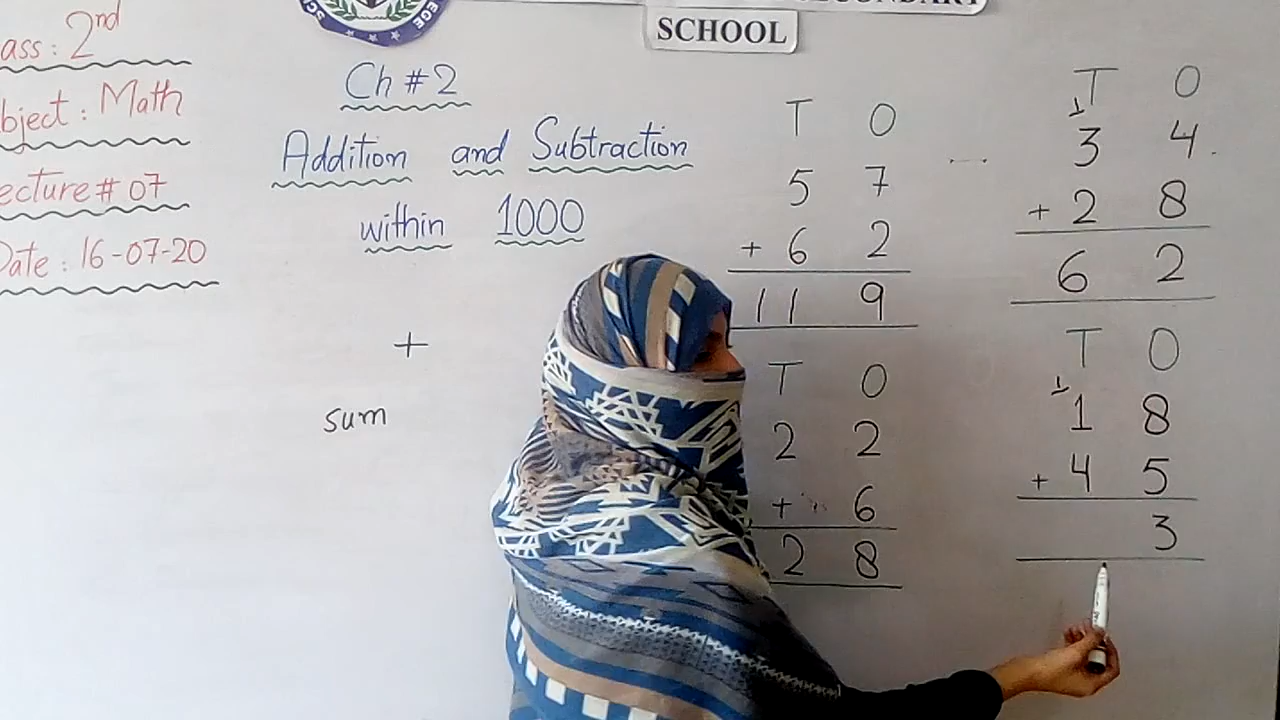 SCHOOL
ass: 2nd
bject: Math
ecture # 07
Date: 16-07-20
Ch # 2
Addition and Subtraction
within 1000
+
sum
T O
5 7
+ 6 2
11 9
T O
2 2
+ 6
2 8
T O
1
3 4
+ 2 8
6 2
T O
1
1 8
+ 4 5
3